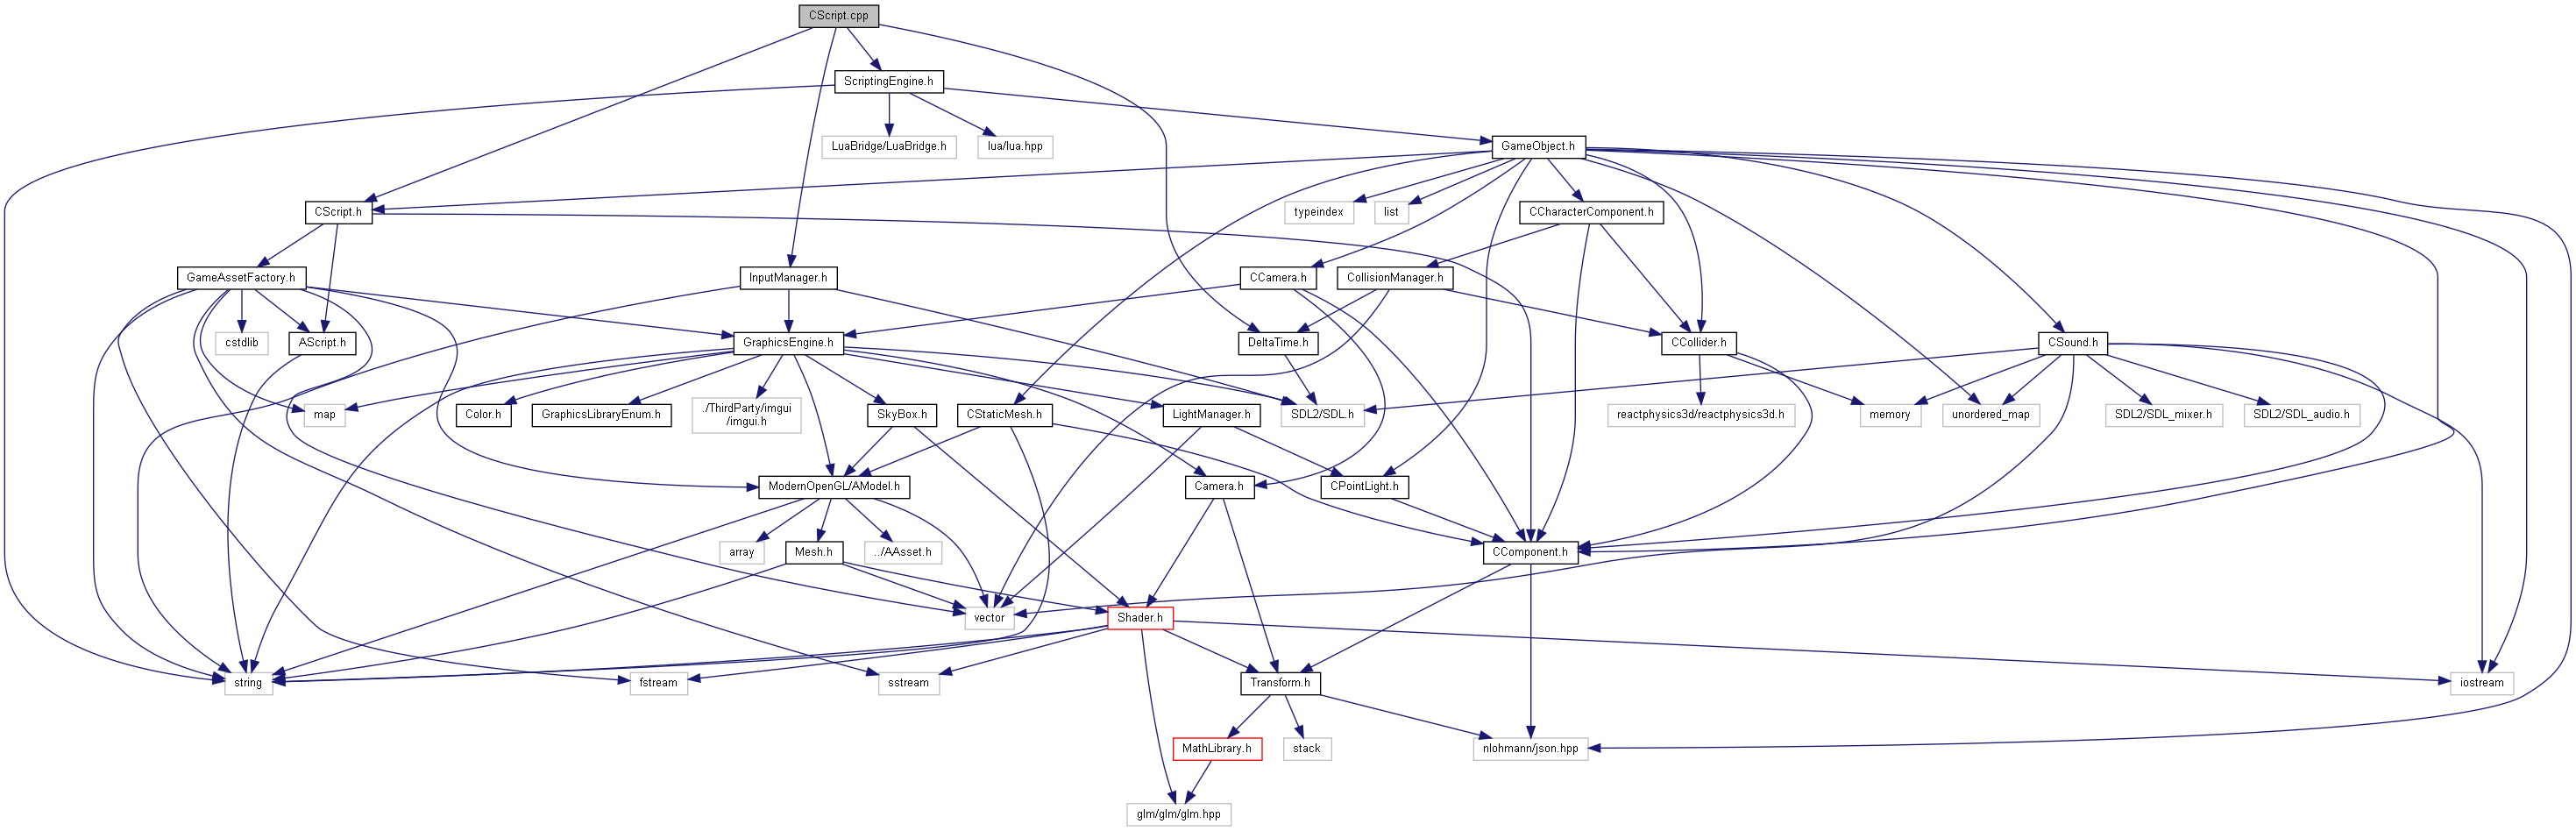 CScript.cpp
ScriptingEngine.h
LuaBridge/LuaBridge.h
lua/lua.hpp
GameObject.h
CScript.h
typeindex
list
CCharacterComponent.h
GameAssetFactory.h
InputManager.h
CCamera.h
CollisionManager.h
cstdlib
AScript.h
GraphicsEngine.h
DeltaTime.h
CCollider.h
CSound.h
map
Color.h
GraphicsLibraryEnum.h
./ThirdParty/imgui
/imgui.h
SkyBox.h
CStaticMesh.h
LightManager.h
SDL2/SDL.h
reactphysics3d/reactphysics3d.h
memory
unordered_map
SDL2/SDL_mixer.h
SDL2/SDL_audio.h
ModernOpenGL/AModel.h
Camera.h
CPointLight.h
array
Mesh.h
../AAsset.h
CComponent.h
vector
Shader.h
string
fstream
sstream
Transform.h
iostream
MathLibrary.h
stack
nlohmann/json.hpp
glm/glm/glm.hpp